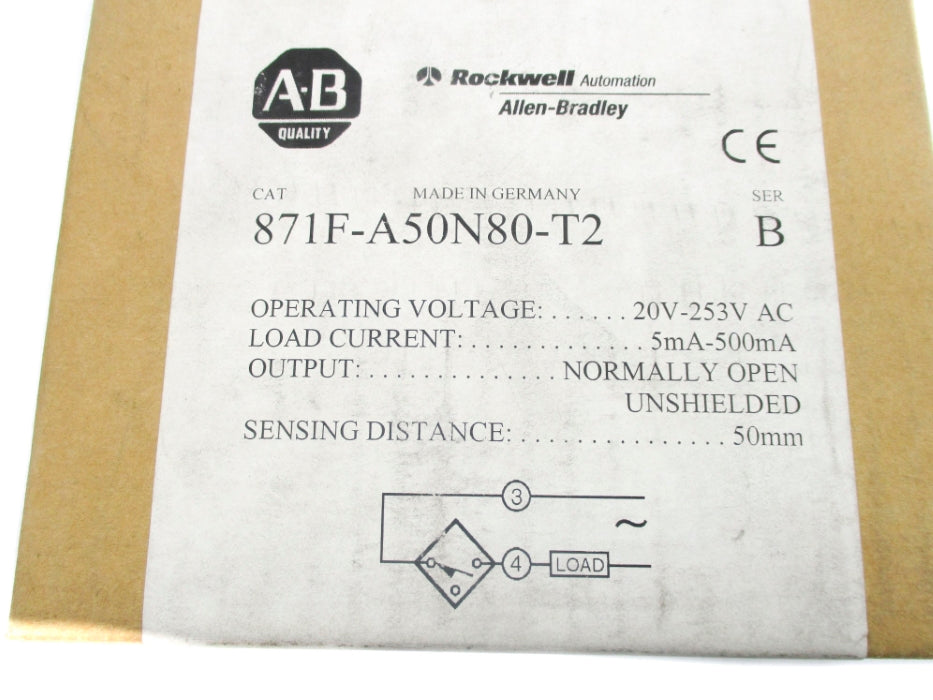 A·B
QUALITY
Rockwell Automation
Allen-Bradley
CE
CAT MADE IN GERMANY SER
871F-A50N80-T2 B
OPERATING VOLTAGE:.......20V-253V AC
LOAD CURRENT:..............5mA-500mA
OUTPUT:...............NORMALLY OPEN
UNSHIELDED
SENSING DISTANCE:.................50mm
3
~
4 LOAD